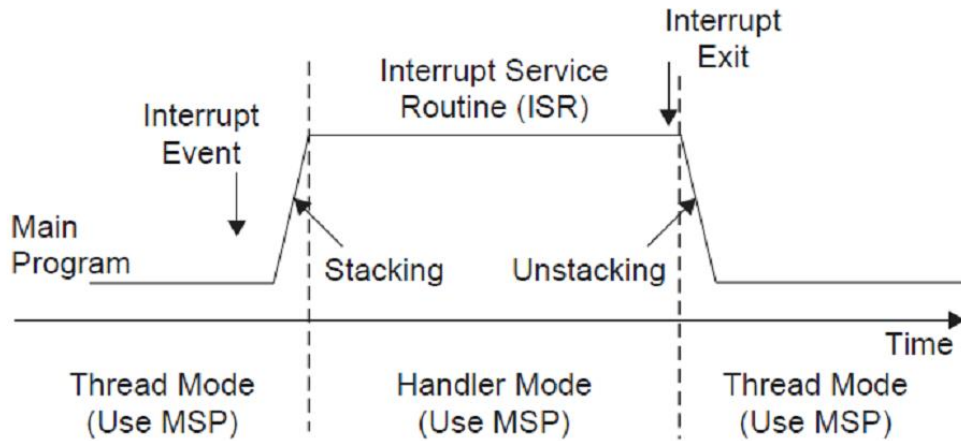 Interrupt
Exit
Interrupt Service
Routine (ISR)
Interrupt
Event
Main
Program
Stacking
Unstacking
Time
Thread Mode
(Use MSP)
Handler Mode
(Use MSP)
Thread Mode
(Use MSP)